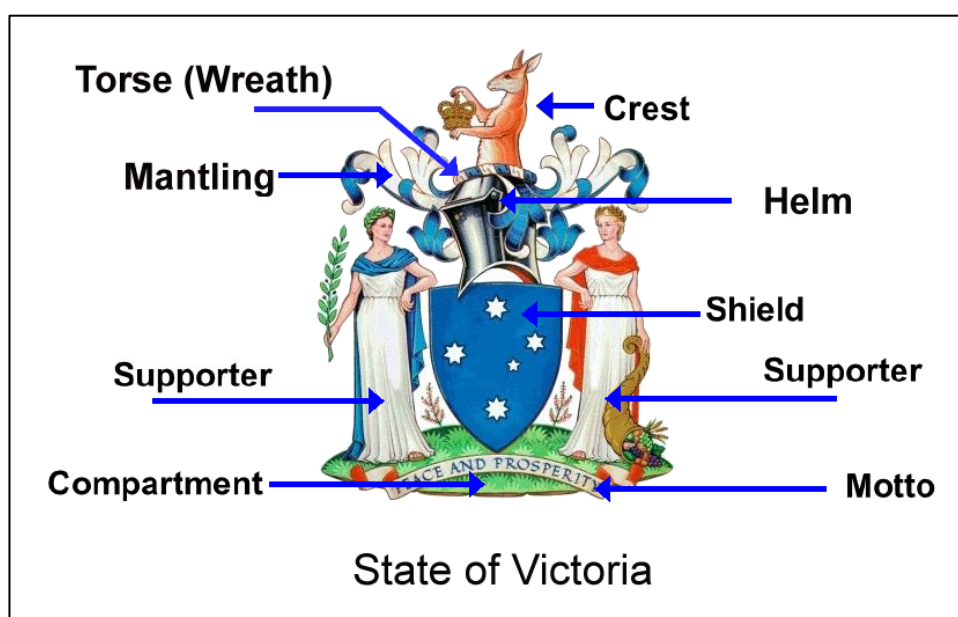 Torse (Wreath)
Crest
Mantling
Helm
Shield
Supporter
Supporter
PEACE AND PROSPERITY
Compartment
Motto
State of Victoria